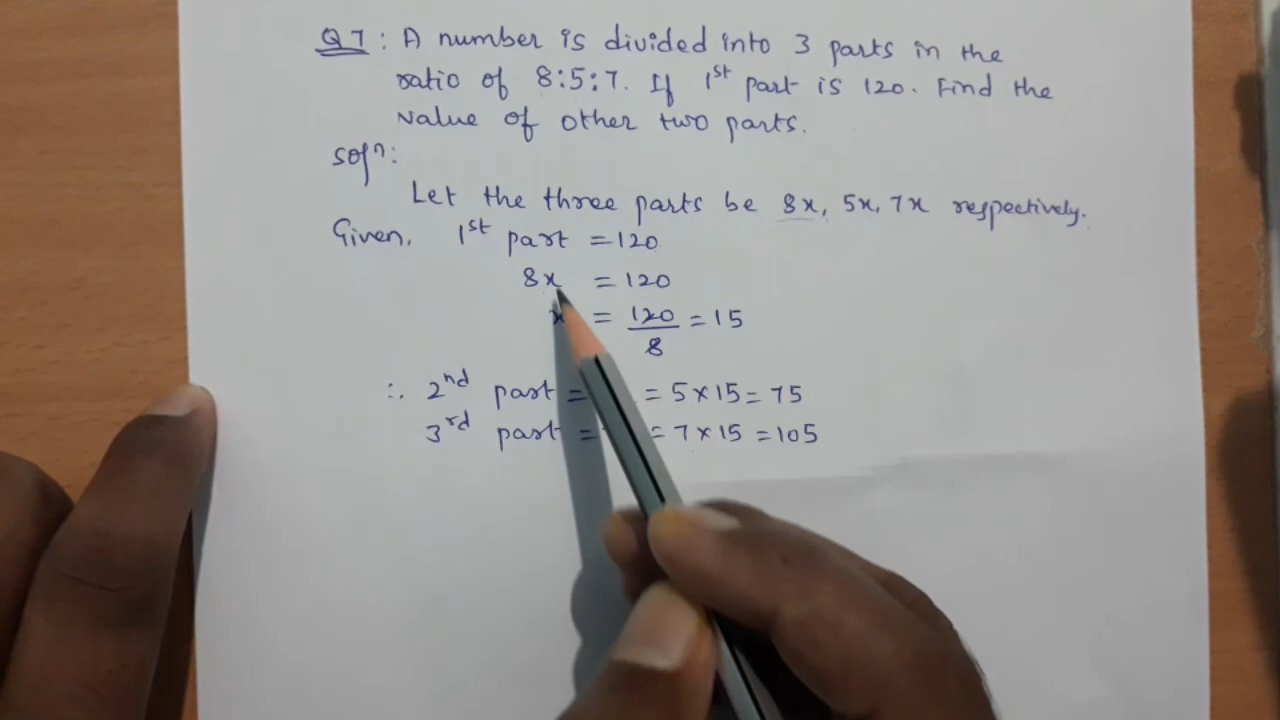 Q7: A number is divided into 3 parts in the
ratio of 8:5:7. If 1st part is 120. Find the
value of other two parts.
Soln:
Let the three parts be 8x, 5x, 7x respectively.
Given, 1st part = 120
8x = 120
x = 120/8 = 15
∴ 2nd part = = 5×15 = 75
3rd part = = 7×15 = 105